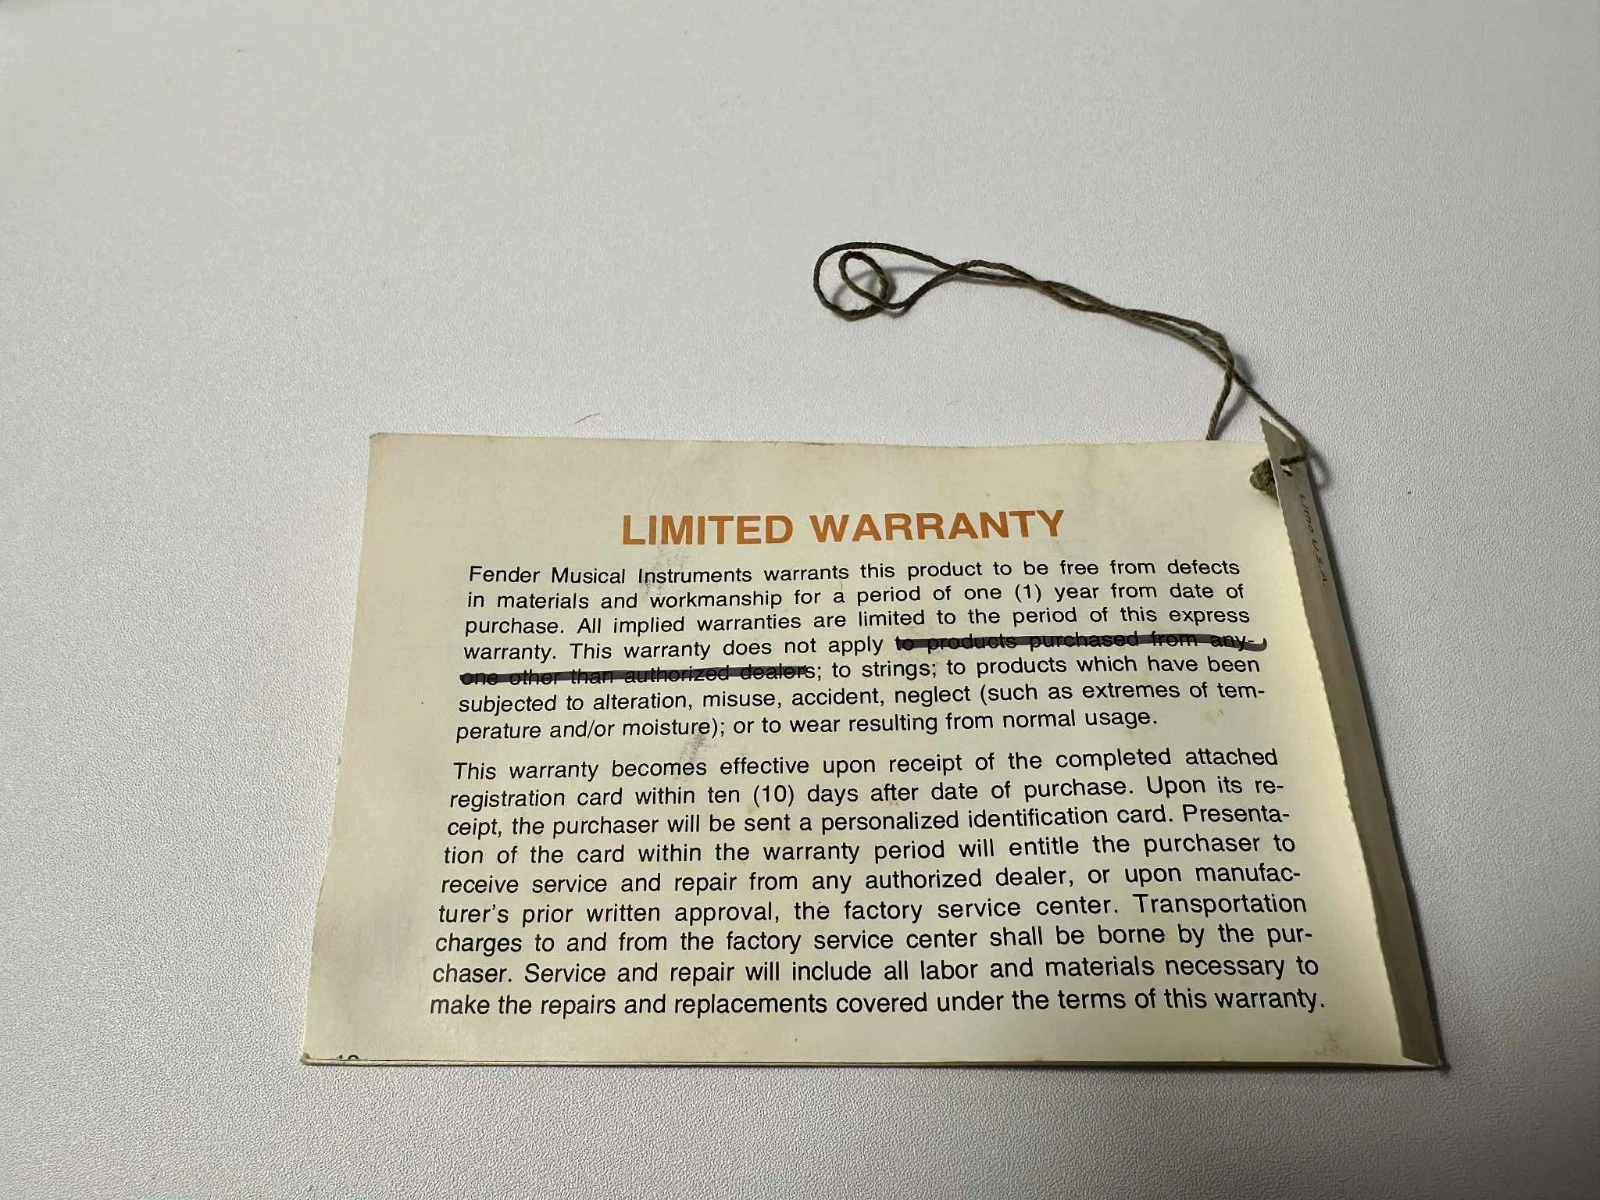 LIMITED WARRANTY
Fender Musical Instruments warrants this product to be free from defects
in materials and workmanship for a period of one (1) year from date of
purchase. All implied warranties are limited to the period of this express
warranty. This warranty does not apply to products purchased from any-
one other than authorized dealers; to strings; to products which have been
subjected to alteration, misuse, accident, neglect (such as extremes of tem-
perature and/or moisture); or to wear resulting from normal usage.
This warranty becomes effective upon receipt of the completed attached
registration card within ten (10) days after date of purchase. Upon its re-
ceipt, the purchaser will be sent a personalized identification card. Presenta-
tion of the card within the warranty period will entitle the purchaser to
receive service and repair from any authorized dealer, or upon manufac-
turer's prior written approval, the factory service center. Transportation
charges to and from the factory service center shall be borne by the pur-
chaser. Service and repair will include all labor and materials necessary to
make the repairs and replacements covered under the terms of this warranty.
U.S.A.